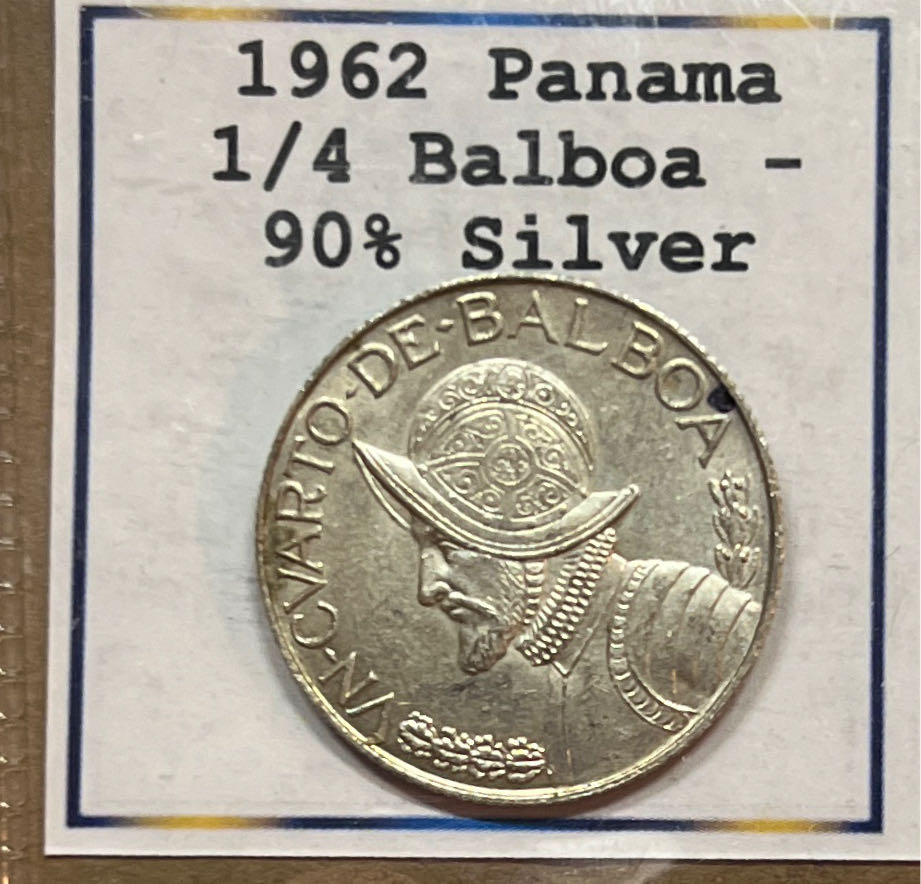 1962 Panama
1/4 Balboa -
90% Silver
VN·CVARTO·DE·BALBOA